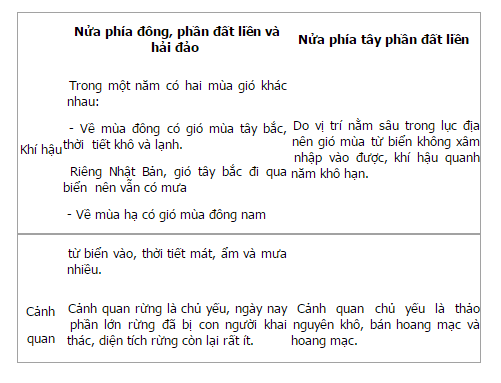 Nửa phía đông, phần đất liền và
hải đảo
Nửa phía tây phần đất liền
Khí hậu
Trong một năm có hai mùa gió khác
nhau:
- Về mùa đông có gió mùa tây bắc,
thời tiết khô và lạnh.
Riêng Nhật Bản, gió tây bắc đi qua
biển nên vẫn có mưa
- Về mùa hạ có gió mùa đông nam
Do vị trí nằm sâu trong lục địa
nên gió mùa từ biển không xâm
nhập vào được, khí hậu quanh
năm khô hạn.
từ biển vào, thời tiết mát, ẩm và mưa
nhiều.
Cảnh
quan
Cảnh quan rừng là chủ yếu, ngày nay
phần lớn rừng đã bị con người khai
thác, diện tích rừng còn lại rất ít.
Cảnh quan chủ yếu là thảo
nguyên khô, bán hoang mạc và
hoang mạc.